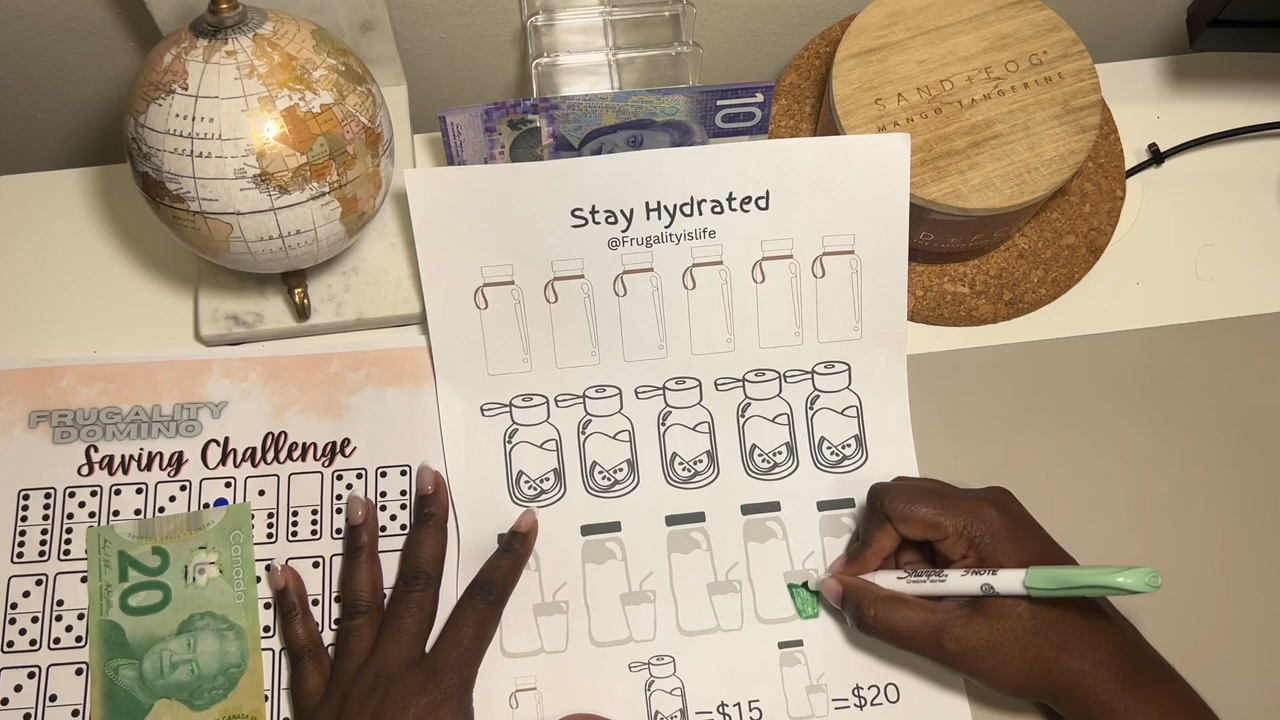 SAND + FOG®
MANGO TANGERINE
10
Stay Hydrated
@Frugalityislife
FRUGALITY
DOMINO
Saving Challenge
20
Canada
Sharpie
S·NOTE
=$15
=$20